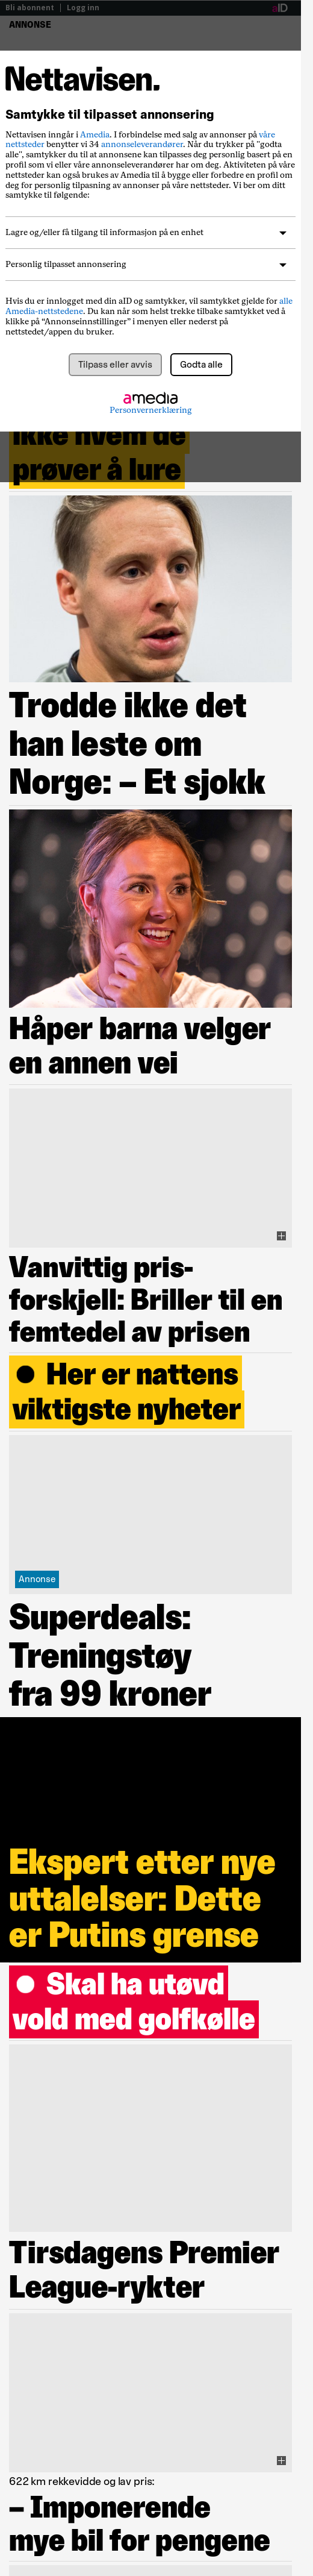 Bli abonnent | Logg inn
aID
ANNONSE
Nettavisen.
Samtykke til tilpasset annonsering
Nettavisen inngår i Amedia. I forbindelse med salg av annonser på våre
nettsteder benytter vi 34 annonseleverandører. Når du trykker på "godta
alle", samtykker du til at annonsene kan tilpasses deg personlig basert på en
profil som vi eller våre annonseleverandører har om deg. Aktiviteten på våre
nettsteder kan også brukes av Amedia til å bygge eller forbedre en profil om
deg for personlig tilpasning av annonser på våre nettsteder. Vi ber om ditt
samtykke til følgende:
Lagre og/eller få tilgang til informasjon på en enhet
Personlig tilpasset annonsering
Hvis du er innlogget med din aID og samtykker, vil samtykket gjelde for alle
Amedia-nettstedene. Du kan når som helst trekke tilbake samtykket ved å
klikke på “Annonseinnstillinger” i menyen eller nederst på
nettstedet/appen du bruker.
Tilpass eller avvis
Godta alle
amedia
Personvernerklæring
ikke hvem de
prøver å lure
Trodde ikke det
han leste om
Norge: – Et sjokk
Håper barna velger
en annen vei
Vanvittig pris-
forskjell: Briller til en
femtedel av prisen
Her er nattens
viktigste nyheter
Annonse
Superdeals:
Treningstøy
fra 99 kroner
Ekspert etter nye
uttalelser: Dette
er Putins grense
Skal ha utøvd
vold med golfkølle
Tirsdagens Premier
League-rykter
622 km rekkevidde og lav pris:
– Imponerende
mye bil for pengene